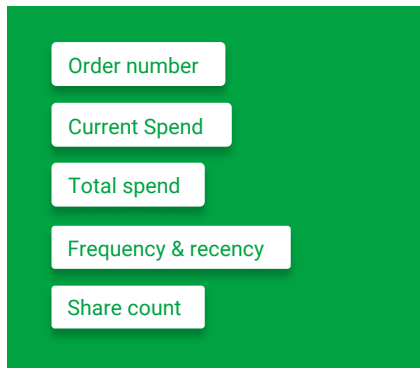 Order number
Current Spend
Total spend
Frequency & recency
Share count